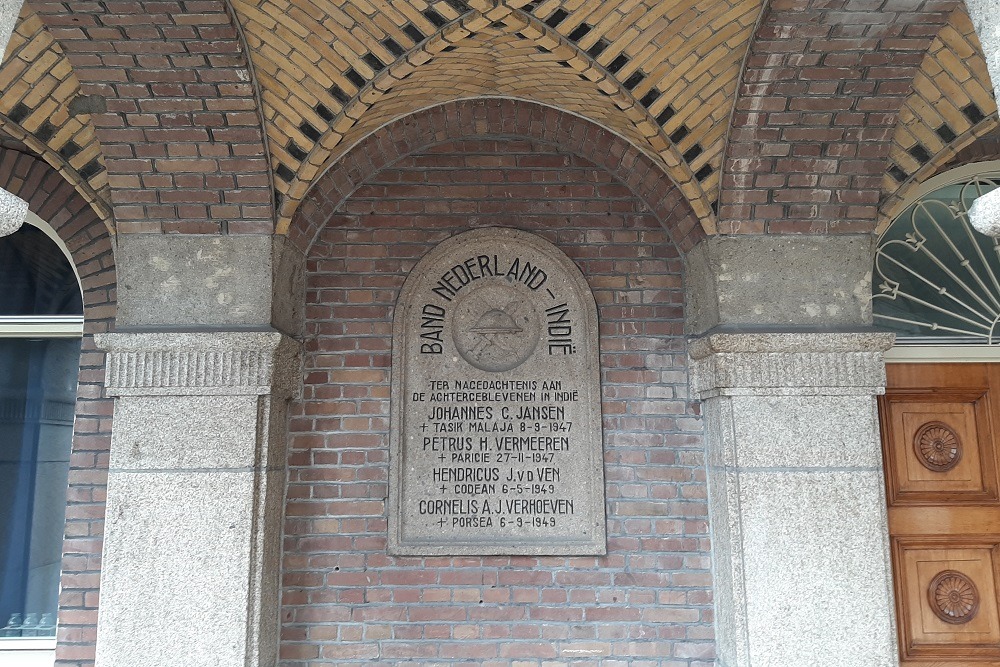 BAND NEDERLAND-INDIË
TER NAGEDACHTENIS AAN
DE ACHTERGEBLEVENEN IN INDIË
JOHANNES C. JANSEN
+ TASIK MALAJA 8-9-1947
PETRUS H. VERMEEREN
+ PARICIE 27-11-1947
HENDRICUS J. v D VEN
+ CODEAN 6-5-1949
CORNELIS A.J. VERHOEVEN
+ PORSEA 6-9-1949